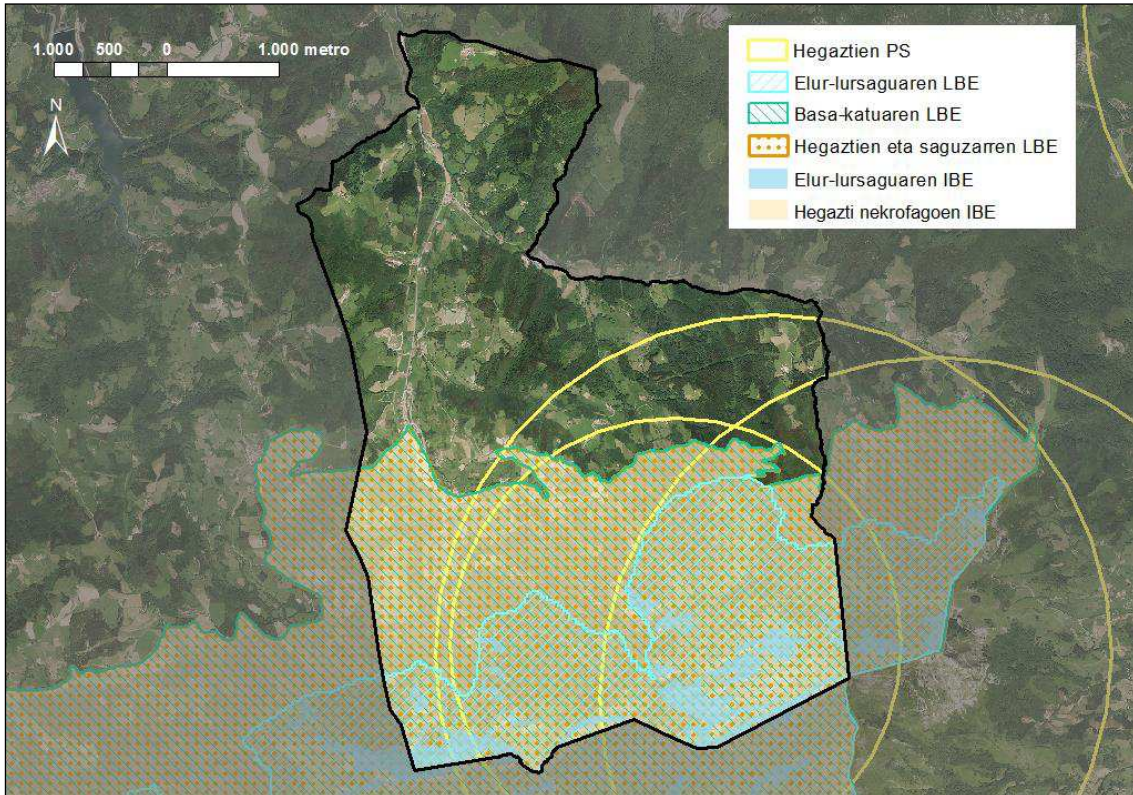 1.000 500 0 1.000 metro
N
Hegaztien PS
Elur-lursaguaren LBE
Basa-katuaren LBE
Hegaztien eta saguzarren LBE
Elur-lursaguaren IBE
Hegazti nekrofagoen IBE